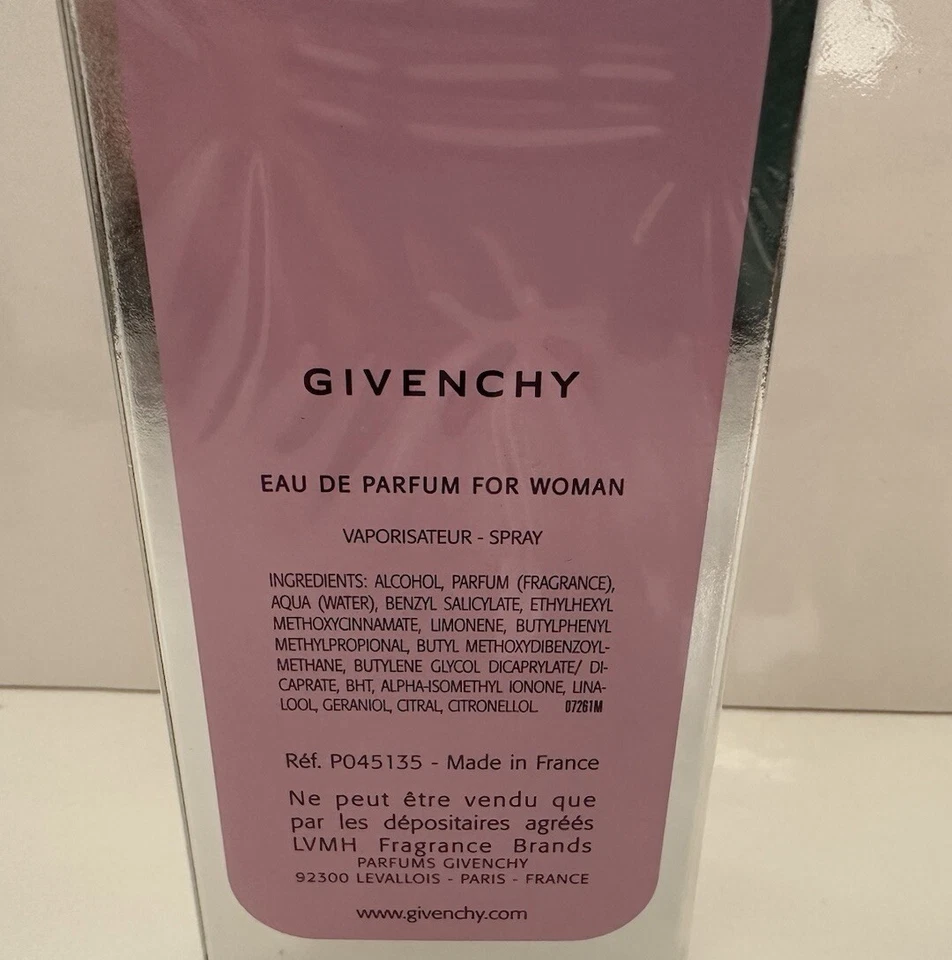 GIVENCHY
EAU DE PARFUM FOR WOMAN
VAPORISATEUR - SPRAY
INGREDIENTS: ALCOHOL, PARFUM (FRAGRANCE),
AQUA (WATER), BENZYL SALICYLATE, ETHYLHEXYL
METHOXYCINNAMATE, LIMONENE, BUTYLPHENYL
METHYLPROPIONAL, BUTYL METHOXYDIBENZOYL-
METHANE, BUTYLENE GLYCOL DICAPRYLATE/ DI-
CAPRATE, BHT, ALPHA-ISOMETHYL IONONE, LINA-
LOOL, GERANIOL, CITRAL, CITRONELLOL. 07261M
Réf. P045135 - Made in France
Ne peut être vendu que
par les dépositaires agréés
LVMH Fragrance Brands
PARFUMS GIVENCHY
92300 LEVALLOIS - PARIS - FRANCE
www.givenchy.com